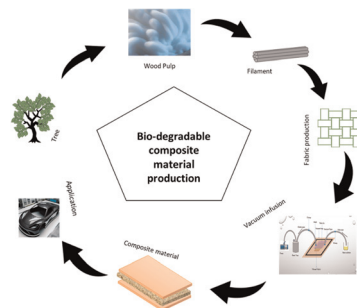 Wood Pulp
Filament
Fabric production
Vacuum infusion
Composite material
Application
Tree
Bio-degradable
composite
material
production